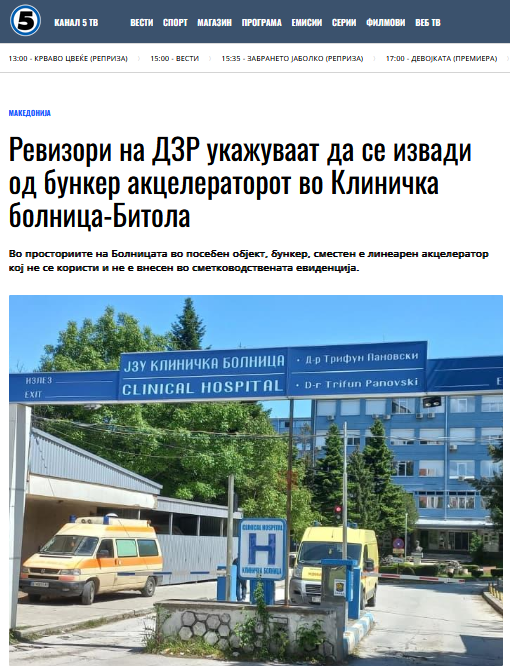 5
КАНАЛ 5 ТВ
ВЕСТИ СПОРТ МАГАЗИН ПРОГРАМА ЕМИСИИ СЕРИИ ФИЛМОВИ ВЕБ ТВ
13:00 - КРВАВО ЦВЕЌЕ (РЕПРИЗА) 15:00 - ВЕСТИ 15:35 - ЗАБРАНЕТО ЈАБОЛКО (РЕПРИЗА) 17:00 - ДЕВОЈКАТА (ПРЕМИЕРА)
МАКЕДОНИЈА
Ревизори на ДЗР укажуваат да се извади
од бункер акцелераторот во Клиничка
болница-Битола
Во просториите на Болницата во посебен објект, бункер, сместен е линеарен акцелератор
кој не се користи и не е внесен во сметководствената евиденција.
ИЗЛЕЗ
EXIT
ЈЗУ КЛИНИЧКА БОЛНИЦА • Д-р Трифун Пановски
CLINICAL HOSPITAL • D-r Trifun Panovski
CLINICAL HOSPITAL
H
КЛИНИЧКА БОЛНИЦА